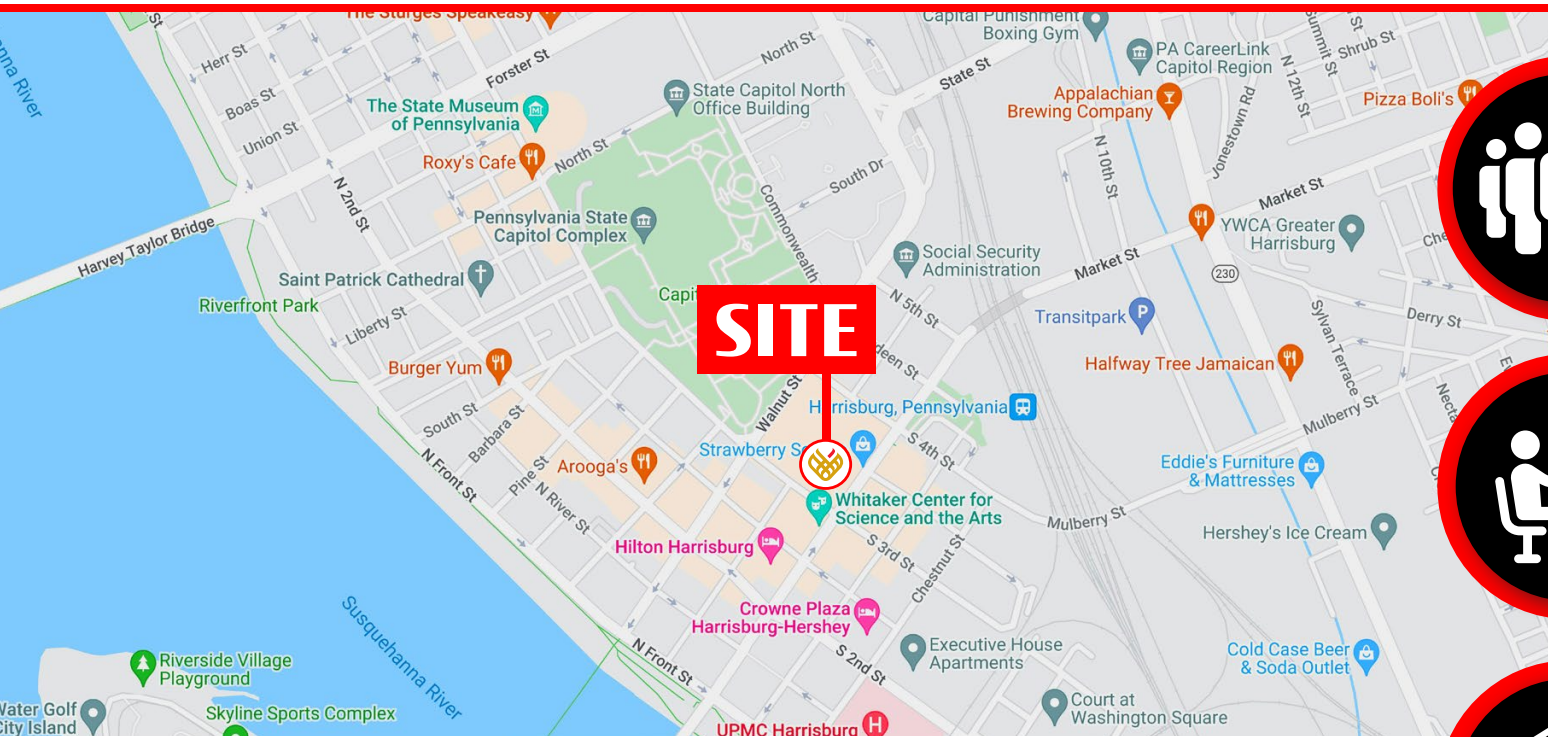 The Sturges Speakeasy
Capital Punishment
Boxing Gym
Herr St
Forster St
North St
State St
PA CareerLink
Capitol Region
N 12th St
Summit St
St
Shrub St
Boas St
The State Museum
of Pennsylvania
State Capitol North
Office Building
Appalachian
Brewing Company
Jonestown Rd
Pizza Boli's
Union St
Roxy's Cafe
North St
South Dr
N 10th St
Market St
N 2nd St
Commonwealth
Harvey Taylor Bridge
Pennsylvania State
Capitol Complex
YWCA Greater
Harrisburg
Social Security
Administration
Market St
230
Saint Patrick Cathedral
Riverfront Park
SITE
N 5th St
Liberty St
Transitpark
Sylvan Terrace
Derry St
Burger Yum
Halfway Tree Jamaican
Walnut St
Harrisburg, Pennsylvania
South St
Barbara St
Mulberry St
Strawberry
S 4th St
N Front St
Pine St
Arooga's
Eddie's Furniture
& Mattresses
N River St
Whitaker Center for
Science and the Arts
Mulberry St
Hershey's Ice Cream
Hilton Harrisburg
S 3rd St
Chestnut St
Susquehanna River
Crowne Plaza
Harrisburg-Hershey
N Front St
S 2nd St
Executive House
Apartments
Cold Case Beer
& Soda Outlet
Riverside Village
Playground
Skyline Sports Complex
Water Golf
City Island
Court at
Washington Square
UPMC Harrisburg
H